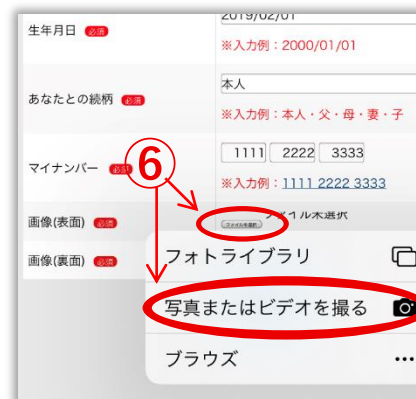 生年月日 必須
2019/02/01
※入力例：2000/01/01
あなたとの続柄 必須
本人
※入力例：本人・父・母・妻・子
マイナンバー 必須
1111 2222 3333
※入力例：1111 2222 3333
⑥
画像(表面) 必須
ファイル未選択
画像(裏面) 必須
フォトライブラリ
写真またはビデオを撮る
ブラウズ